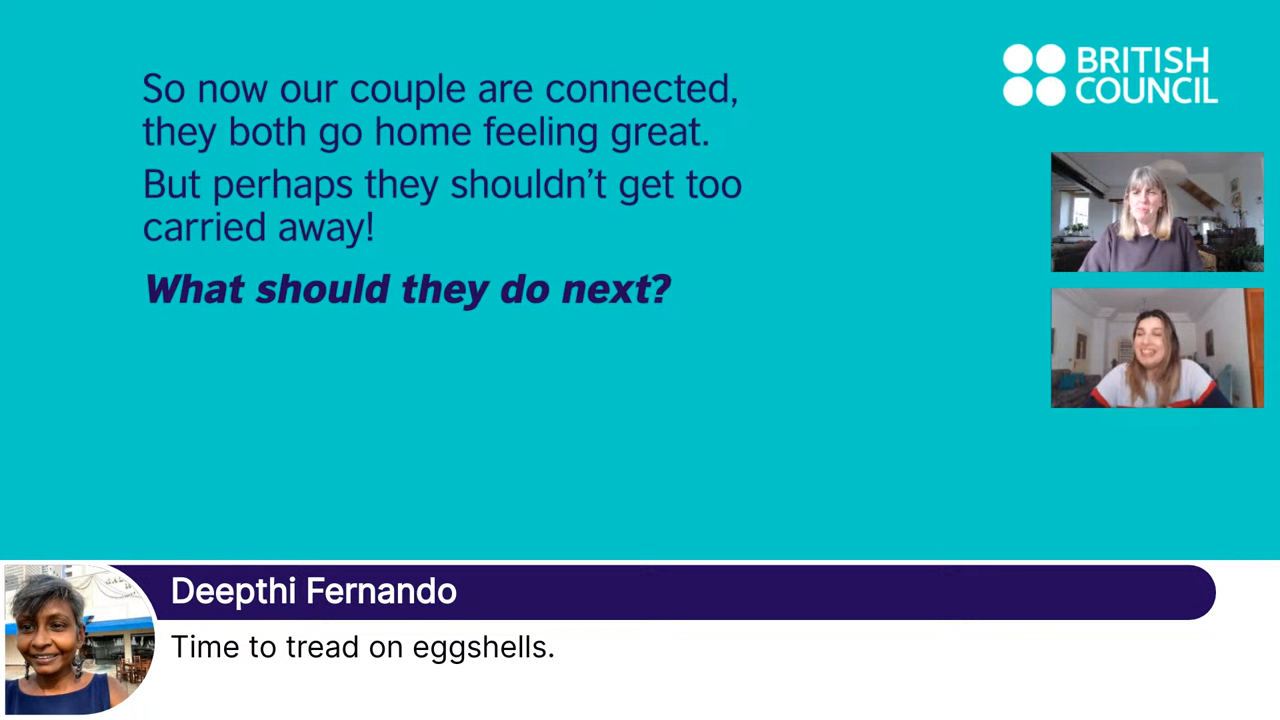 So now our couple are connected,
they both go home feeling great.
But perhaps they shouldn’t get too
carried away!
What should they do next?
BRITISH
COUNCIL
Deepthi Fernando
Time to tread on eggshells.